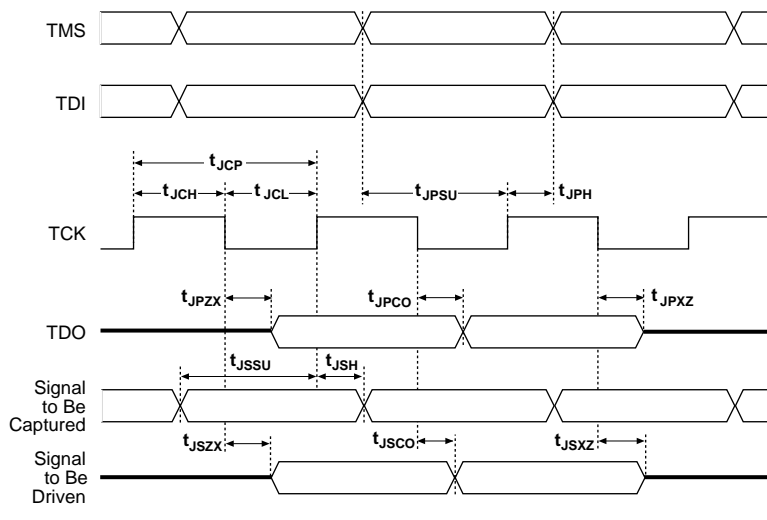 TMS
TDI
tJCP
tJCH tJCL tJPSU tJPH
TCK
tJPZX tJPCO tJPXZ
TDO
tJSSU tJSH
Signal
to Be
Captured
tJSZX tJSCO tJSXZ
Signal
to Be
Driven